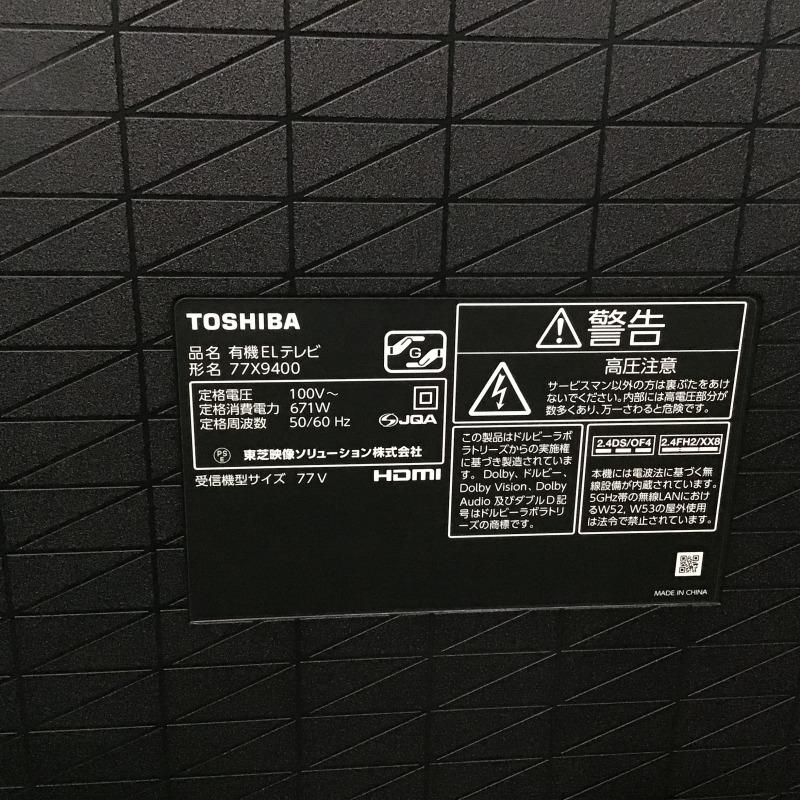 TOSHIBA
品名 有機ELテレビ
形名 77X9400
G
定格電圧 100V～
定格消費電力 671W
定格周波数 50/60 Hz
JQA
PS
E
東芝映像ソリューション株式会社
受信機型サイズ 77V
HDMI
警告
高圧注意
サービスマン以外の方は裏ぶたをあけ
ないでください。内部には高電圧部分が
数多くあり、万一さわると危険です。
この製品はドルビーラボ
ラトリーズからの実施権
に基づき製造されていま
す。Dolby、ドルビー、
Dolby Vision、Dolby
Audio 及びダブルD記
号はドルビーラボラトリ
ーズの商標です。
2.4DS/OF4
2.4FH2/XX8
本機には電波法に基づく無
線設備が内蔵されています。
5GHz帯の無線LANにおけ
るW52、W53の屋外使用
は法令で禁止されています。
MADE IN CHINA